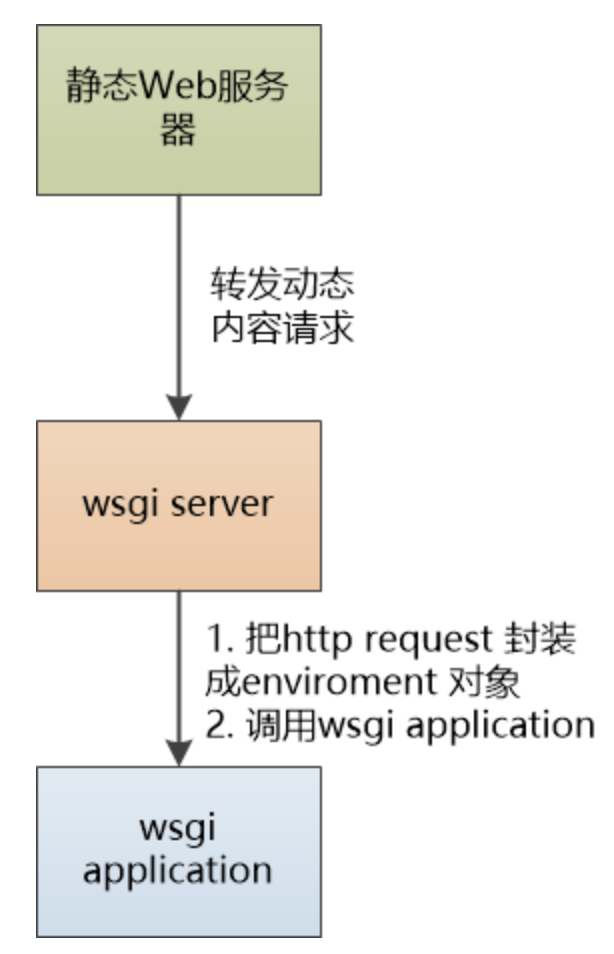 静态Web服务
器
转发动态
内容请求
wsgi server
1. 把http request 封装
成enviroment 对象
2. 调用wsgi application
wsgi
application